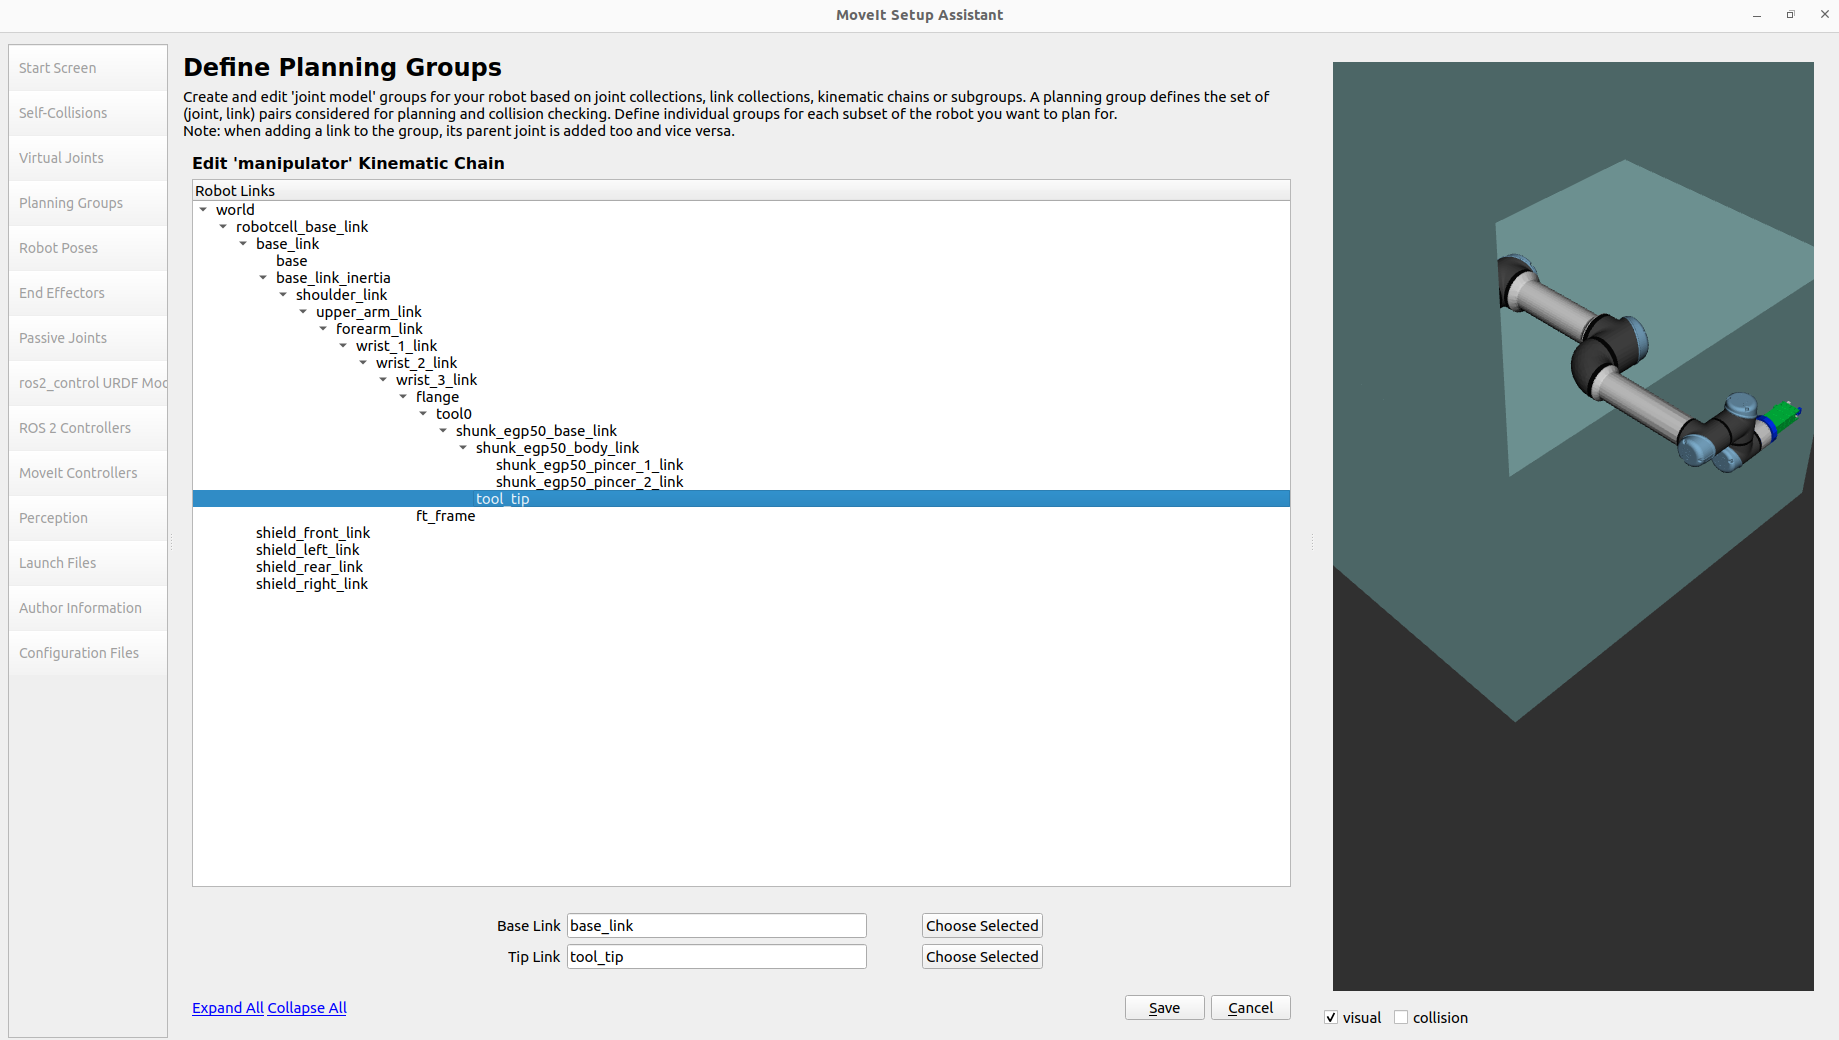 MoveIt Setup Assistant
Start Screen
Self-Collisions
Virtual Joints
Planning Groups
Robot Poses
End Effectors
Passive Joints
ros2_control URDF Moc
ROS 2 Controllers
MoveIt Controllers
Perception
Launch Files
Author Information
Configuration Files
Define Planning Groups
Create and edit 'joint model' groups for your robot based on joint collections, link collections, kinematic chains or subgroups. A planning group defines the set of
(joint, link) pairs considered for planning and collision checking. Define individual groups for each subset of the robot you want to plan for.
Note: when adding a link to the group, its parent joint is added too and vice versa.
Edit 'manipulator' Kinematic Chain
Robot Links
world
robotcell_base_link
base_link
base
base_link_inertia
shoulder_link
upper_arm_link
forearm_link
wrist_1_link
wrist_2_link
wrist_3_link
flange
tool0
shunk_egp50_base_link
shunk_egp50_body_link
shunk_egp50_pincer_1_link
shunk_egp50_pincer_2_link
tool_tip
ft_frame
shield_front_link
shield_left_link
shield_rear_link
shield_right_link
Base Link base_link Choose Selected
Tip Link tool_tip Choose Selected
Expand All Collapse All Save Cancel
visual collision